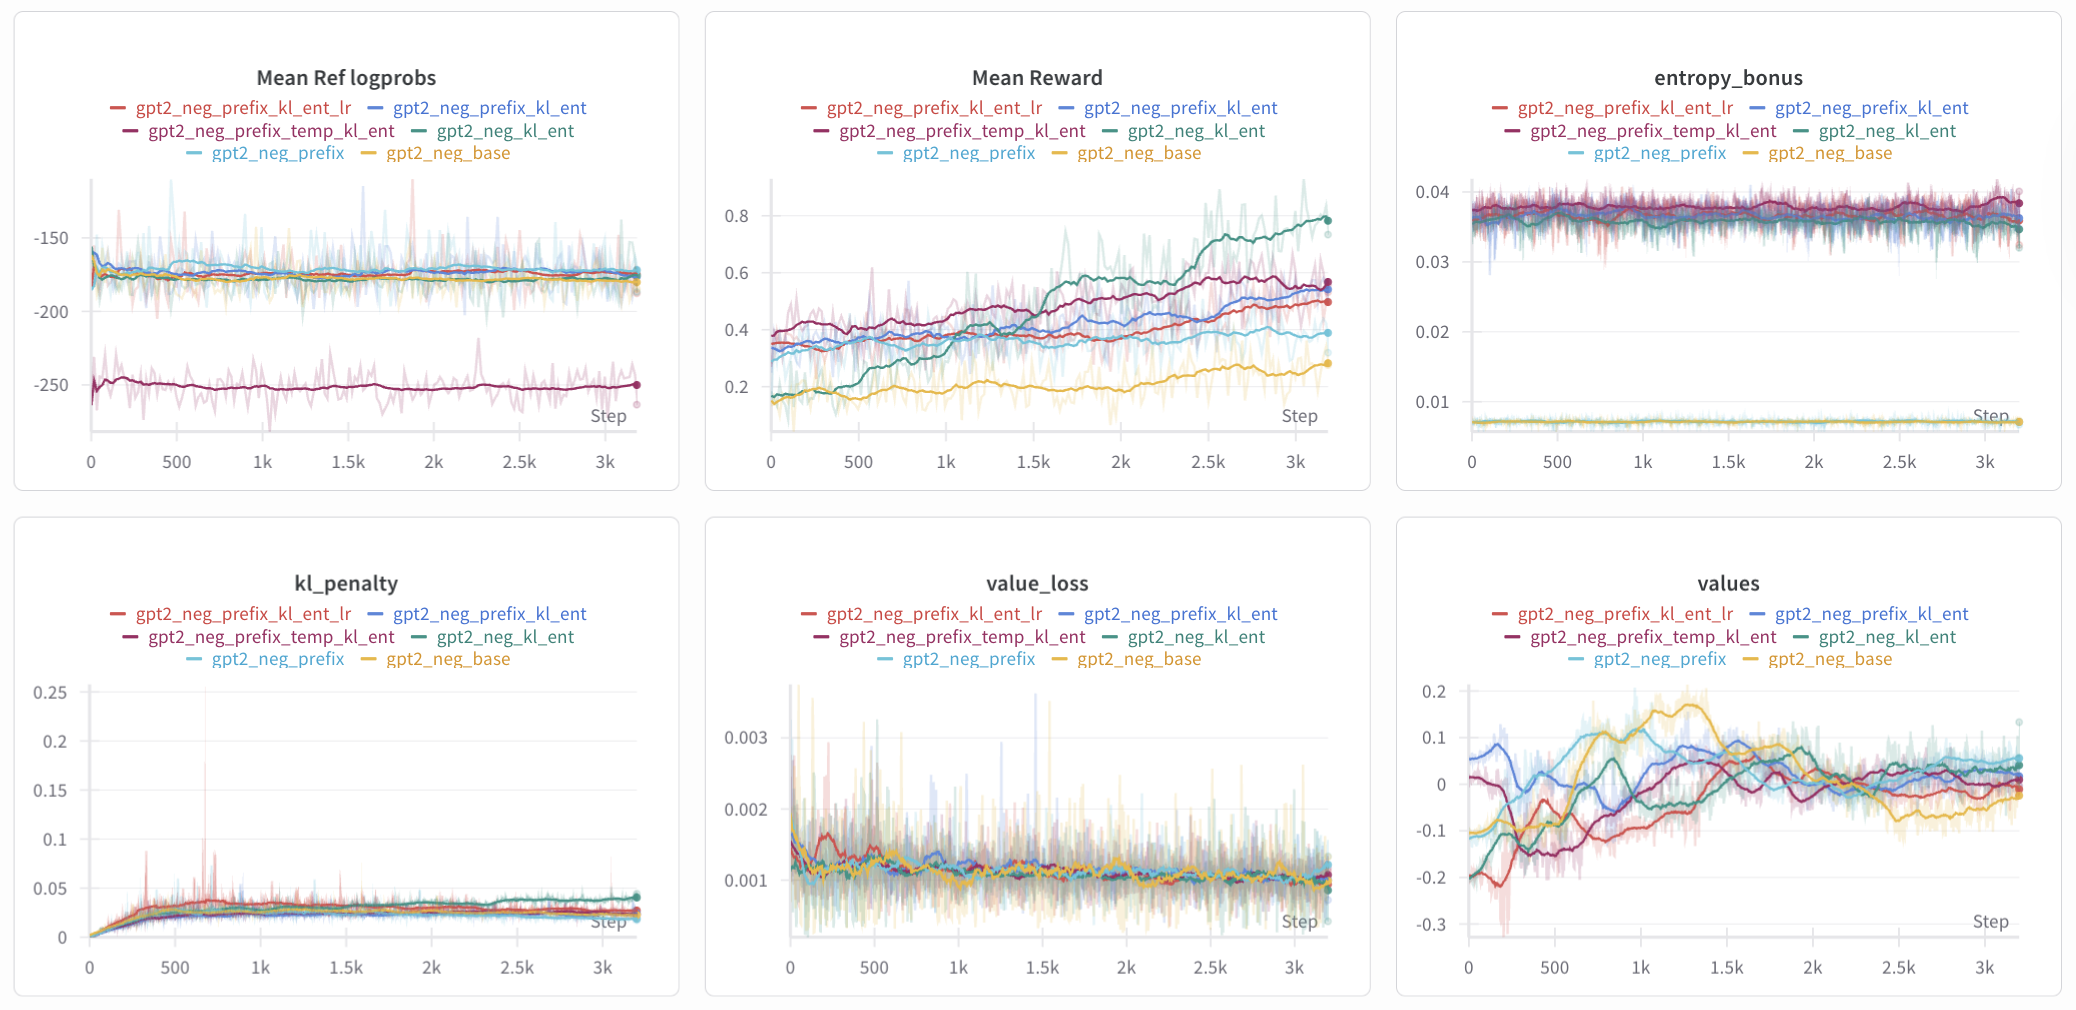 Mean Ref logprobs
gpt2_neg_prefix_kl_ent_lr gpt2_neg_prefix_kl_ent
gpt2_neg_prefix_temp_kl_ent gpt2_neg_kl_ent
gpt2_neg_prefix gpt2_neg_base
-150
-200
-250
Step
0 500 1k 1.5k 2k 2.5k 3k
Mean Reward
gpt2_neg_prefix_kl_ent_lr gpt2_neg_prefix_kl_ent
gpt2_neg_prefix_temp_kl_ent gpt2_neg_kl_ent
gpt2_neg_prefix gpt2_neg_base
0.8
0.6
0.4
0.2
Step
0 500 1k 1.5k 2k 2.5k 3k
entropy_bonus
gpt2_neg_prefix_kl_ent_lr gpt2_neg_prefix_kl_ent
gpt2_neg_prefix_temp_kl_ent gpt2_neg_kl_ent
gpt2_neg_prefix gpt2_neg_base
0.04
0.03
0.02
0.01
Step
0 500 1k 1.5k 2k 2.5k 3k
kl_penalty
gpt2_neg_prefix_kl_ent_lr gpt2_neg_prefix_kl_ent
gpt2_neg_prefix_temp_kl_ent gpt2_neg_kl_ent
gpt2_neg_prefix gpt2_neg_base
0.25
0.2
0.15
0.1
0.05
0
Step
0 500 1k 1.5k 2k 2.5k 3k
value_loss
gpt2_neg_prefix_kl_ent_lr gpt2_neg_prefix_kl_ent
gpt2_neg_prefix_temp_kl_ent gpt2_neg_kl_ent
gpt2_neg_prefix gpt2_neg_base
0.003
0.002
0.001
Step
0 500 1k 1.5k 2k 2.5k 3k
values
gpt2_neg_prefix_kl_ent_lr gpt2_neg_prefix_kl_ent
gpt2_neg_prefix_temp_kl_ent gpt2_neg_kl_ent
gpt2_neg_prefix gpt2_neg_base
0.2
0.1
0
-0.1
-0.2
-0.3
Step
0 500 1k 1.5k 2k 2.5k 3k